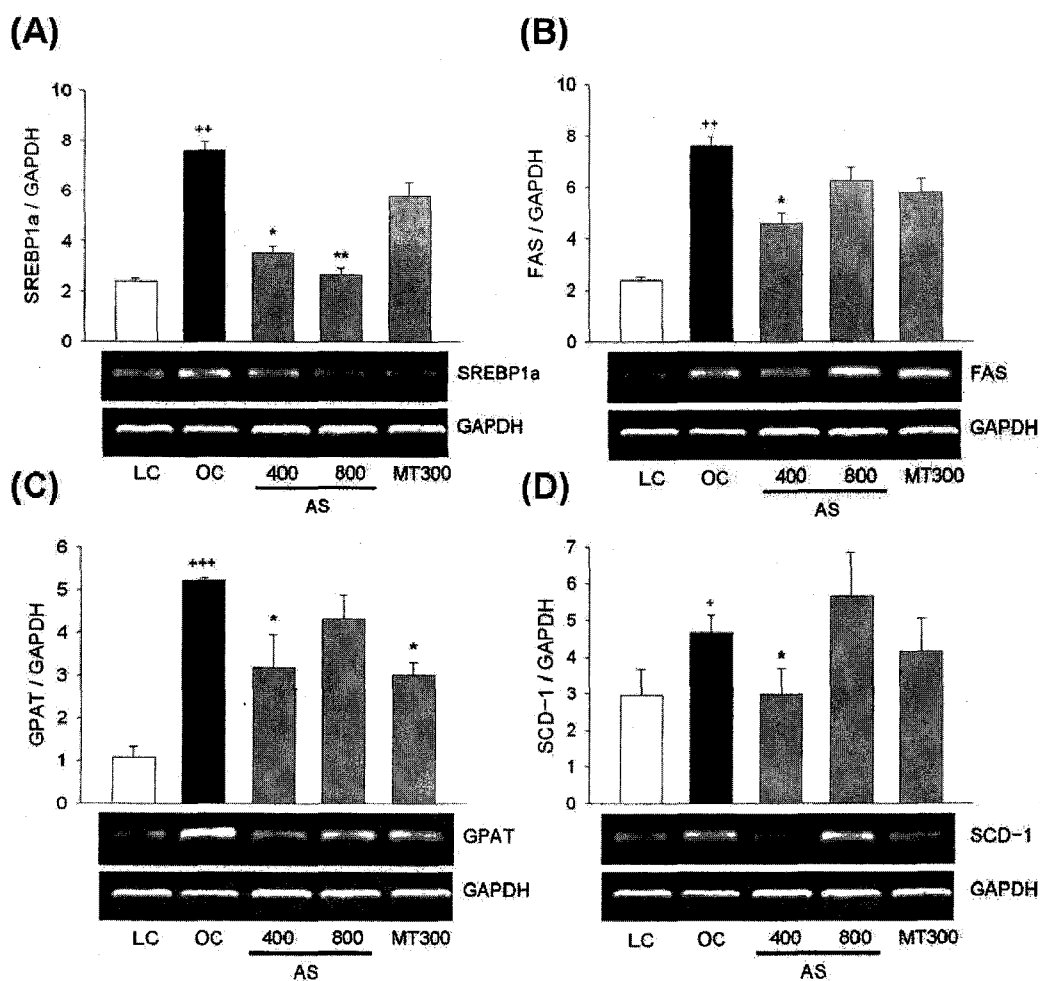 (A)
SREBP1a / GAPDH
10
8
6
4
2
0
++
*
**
SREBP1a
GAPDH
LC OC 400 800 MT300
AS
(B)
FAS / GAPDH
10
8
6
4
2
0
++
*
FAS
GAPDH
LC OC 400 800 MT300
AS
(C)
GPAT / GAPDH
6
5
4
3
2
1
0
+++
*
*
GPAT
GAPDH
LC OC 400 800 MT300
AS
(D)
SCD-1 / GAPDH
7
6
5
4
3
2
1
0
+
*
SCD-1
GAPDH
LC OC 400 800 MT300
AS